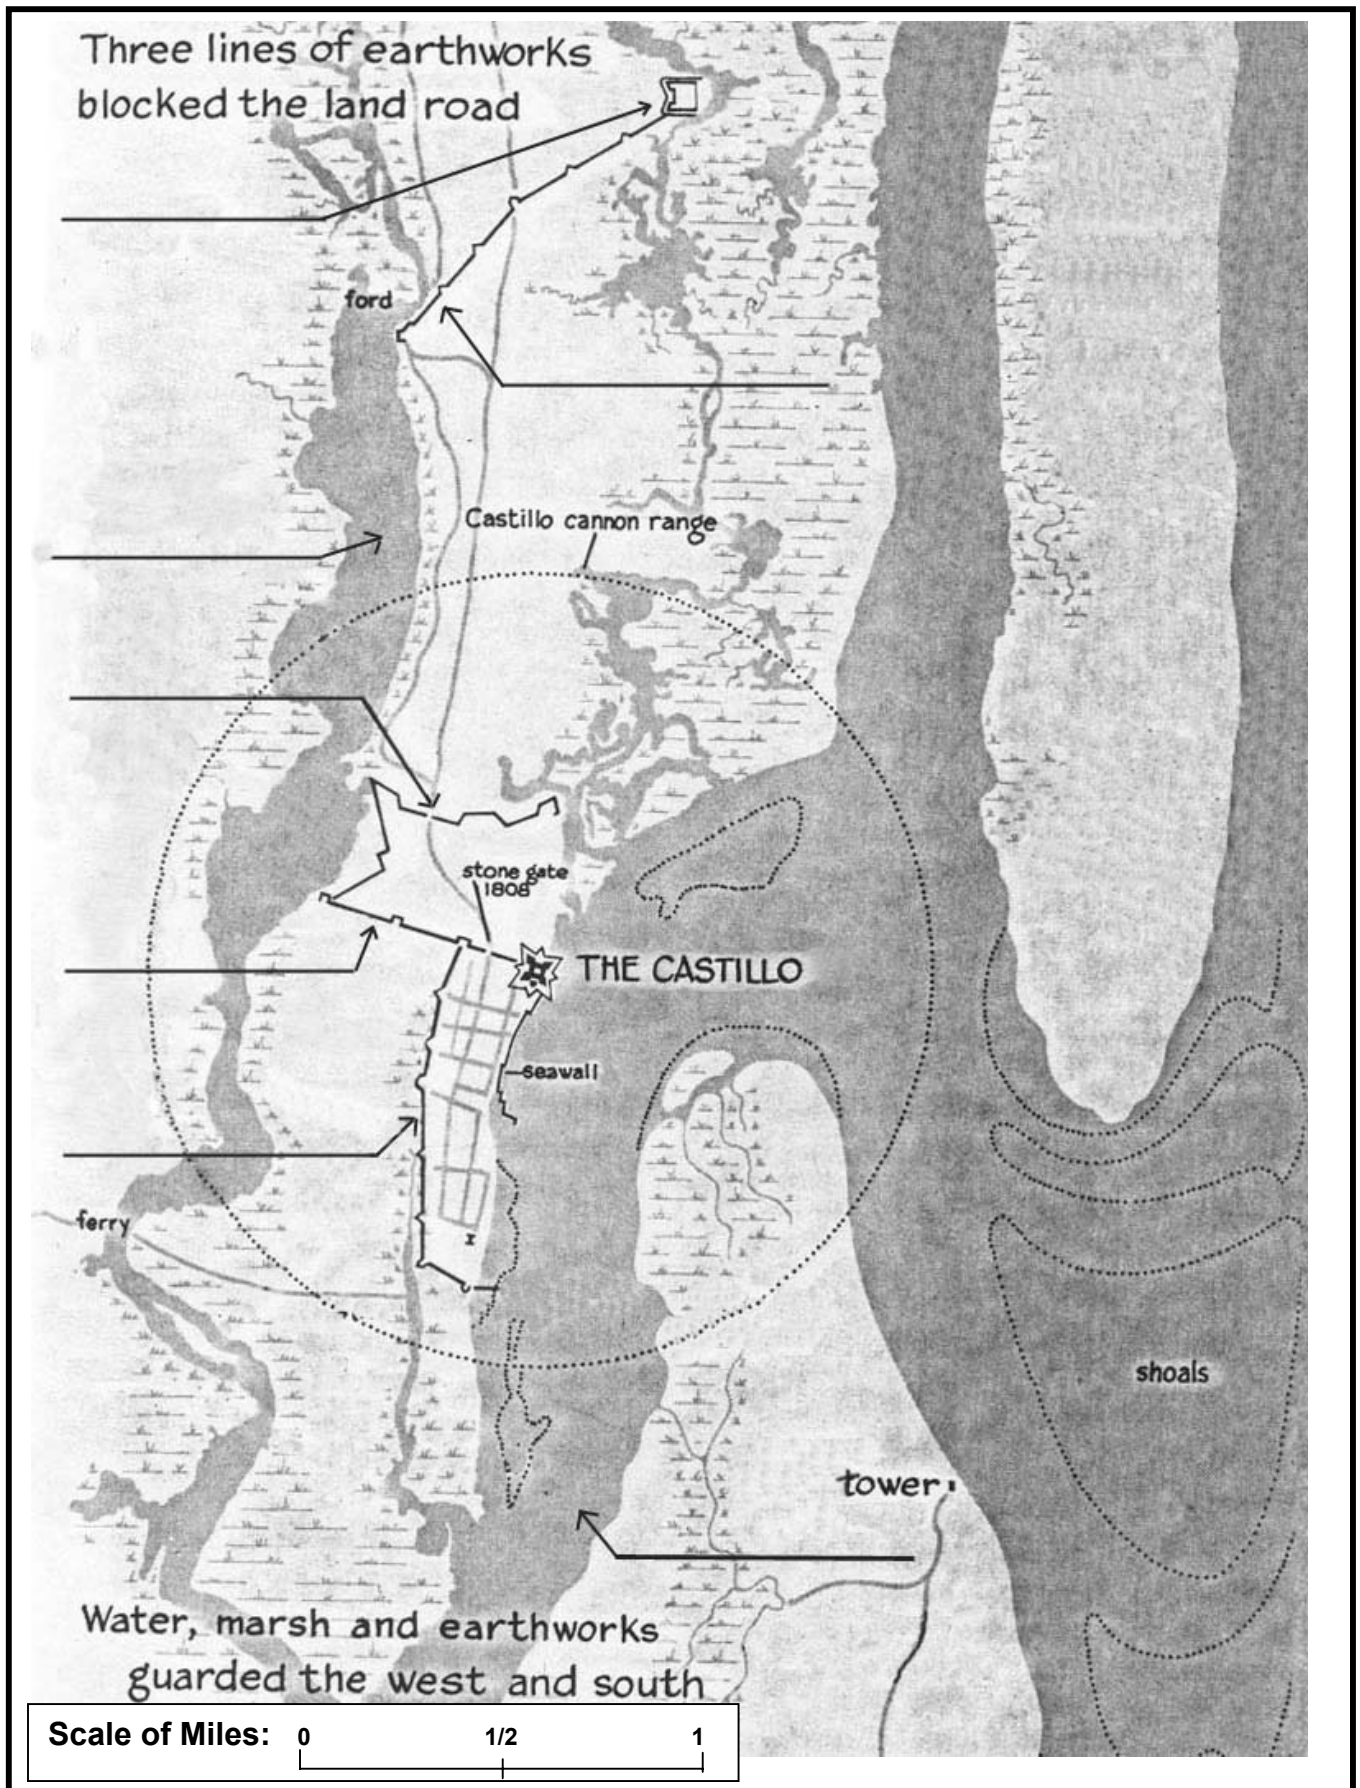 Three lines of earthworks
blocked the land road
ford
Castillo cannon range
stone gate
1808
THE CASTILLO
seawall
ferry
shoals
tower
Water, marsh and earthworks
guarded the west and south
Scale of Miles: 0 1/2 1